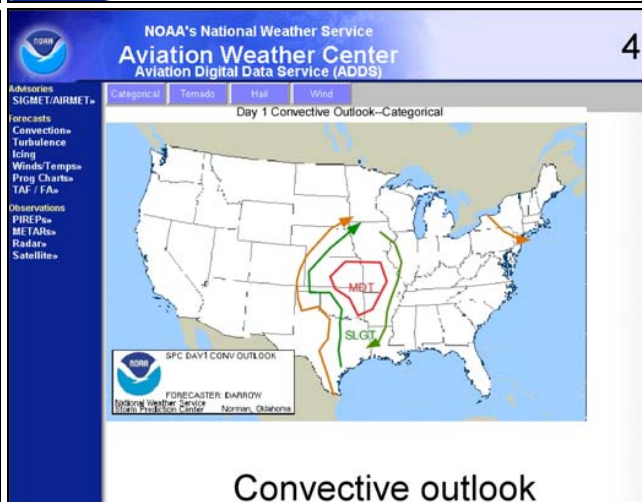 NOAA
NOAA's National Weather Service
Aviation Weather Center
Aviation Digital Data Service (ADDS)
4
Advisories
SIGMET/AIRMET»
Forecasts
Convection»
Turbulence
Icing
Winds/Temps»
Prog Charts»
TAF / FA»
Observations
PIREPs»
METARs»
Radar»
Satellite»
Categorical Tornado Hail Wind
Day 1 Convective Outlook--Categorical
MDT
SLGT
NOAA
SPC DAY1 CONV OUTLOOK
FORECASTER: DARROW
National Weather Service
Storm Prediction Center Norman, Oklahoma
Convective outlook